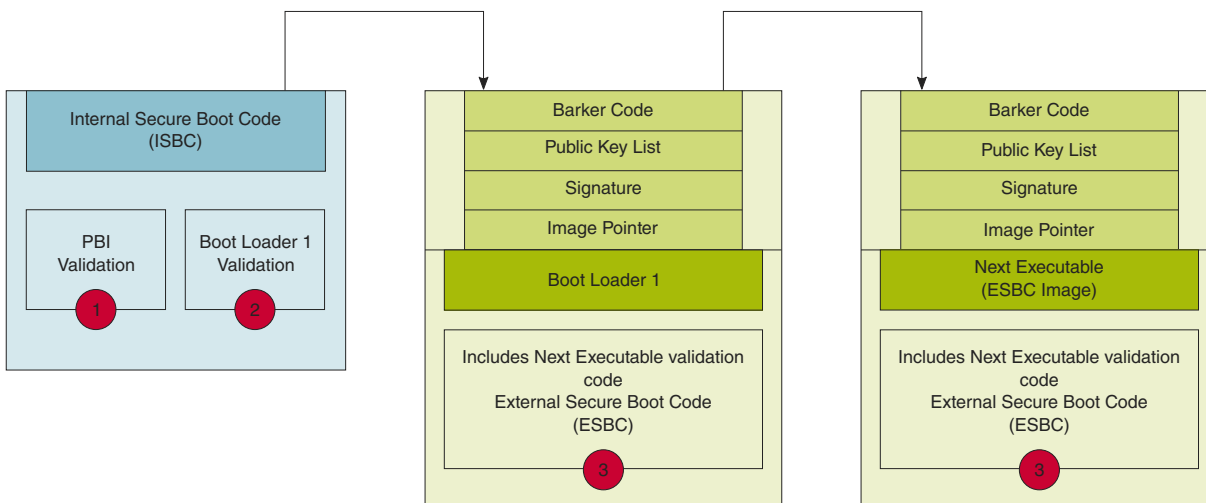 Internal Secure Boot Code
(ISBC)
PBI
Validation
1
Boot Loader 1
Validation
2
Barker Code
Public Key List
Signature
Image Pointer
Boot Loader 1
Includes Next Executable validation
code
External Secure Boot Code
(ESBC)
3
Barker Code
Public Key List
Signature
Image Pointer
Next Executable
(ESBC Image)
Includes Next Executable validation
code
External Secure Boot Code
(ESBC)
3